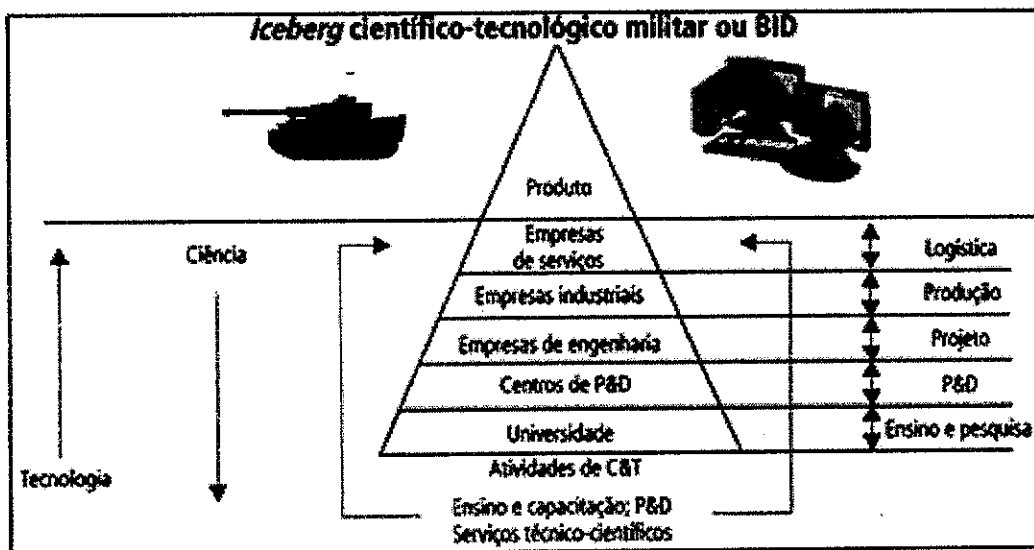 Iceberg científico-tecnológico militar ou BID
Produto
Empresas
de serviços
Ciência
Logística
Empresas industriais
Produção
Empresas de engenharia
Projeto
Centros de P&D
P&D
Universidade
Ensino e pesquisa
Tecnologia
Atividades de C&T
Ensino e capacitação; P&D
Serviços técnico-científicos